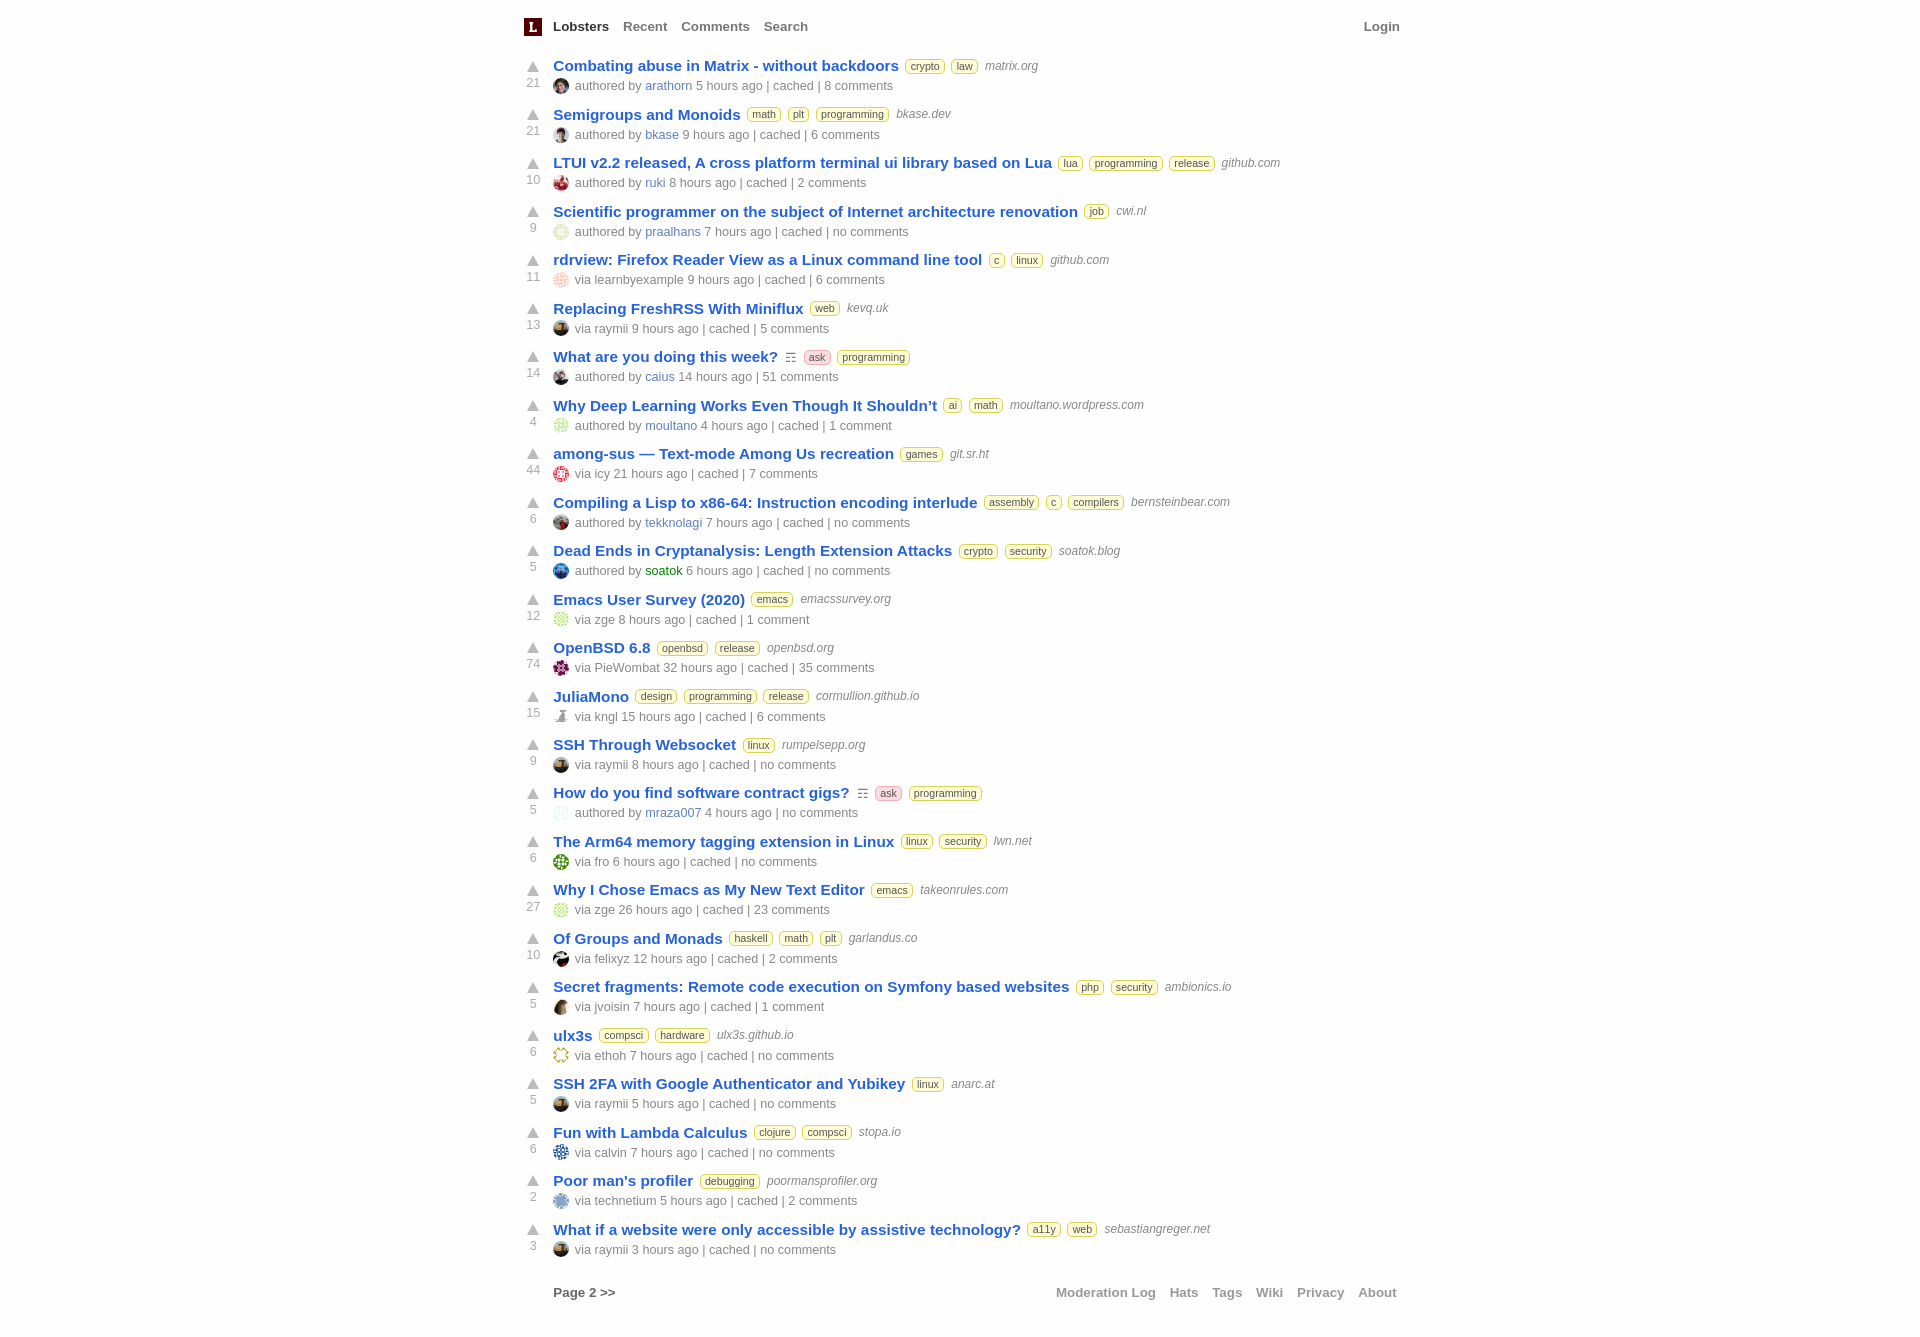 L Lobsters Recent Comments Search Login
Combating abuse in Matrix - without backdoors crypto law matrix.org
21
authored by arathorn 5 hours ago | cached | 8 comments
Semigroups and Monoids math plt programming bkase.dev
21
authored by bkase 9 hours ago | cached | 6 comments
LTUI v2.2 released, A cross platform terminal ui library based on Lua lua programming release github.com
10
authored by ruki 8 hours ago | cached | 2 comments
Scientific programmer on the subject of Internet architecture renovation job cwi.nl
9
authored by praalhans 7 hours ago | cached | no comments
rdrview: Firefox Reader View as a Linux command line tool c linux github.com
11
via learnbyexample 9 hours ago | cached | 6 comments
Replacing FreshRSS With Miniflux web kevq.uk
13
via raymii 9 hours ago | cached | 5 comments
What are you doing this week? ☶ ask programming
14
authored by caius 14 hours ago | 51 comments
Why Deep Learning Works Even Though It Shouldn’t ai math moultano.wordpress.com
4
authored by moultano 4 hours ago | cached | 1 comment
among-sus — Text-mode Among Us recreation games git.sr.ht
44
via icy 21 hours ago | cached | 7 comments
Compiling a Lisp to x86-64: Instruction encoding interlude assembly c compilers bernsteinbear.com
6
authored by tekknolagi 7 hours ago | cached | no comments
Dead Ends in Cryptanalysis: Length Extension Attacks crypto security soatok.blog
5
authored by soatok 6 hours ago | cached | no comments
Emacs User Survey (2020) emacs emacssurvey.org
12
via zge 8 hours ago | cached | 1 comment
OpenBSD 6.8 openbsd release openbsd.org
74
via PieWombat 32 hours ago | cached | 35 comments
JuliaMono design programming release cormullion.github.io
15
via kngl 15 hours ago | cached | 6 comments
SSH Through Websocket linux rumpelsepp.org
9
via raymii 8 hours ago | cached | no comments
How do you find software contract gigs? ☶ ask programming
5
authored by mraza007 4 hours ago | no comments
The Arm64 memory tagging extension in Linux linux security lwn.net
6
via fro 6 hours ago | cached | no comments
Why I Chose Emacs as My New Text Editor emacs takeonrules.com
27
via zge 26 hours ago | cached | 23 comments
Of Groups and Monads haskell math plt garlandus.co
10
via felixyz 12 hours ago | cached | 2 comments
Secret fragments: Remote code execution on Symfony based websites php security ambionics.io
5
via jvoisin 7 hours ago | cached | 1 comment
ulx3s compsci hardware ulx3s.github.io
6
via ethoh 7 hours ago | cached | no comments
SSH 2FA with Google Authenticator and Yubikey linux anarc.at
5
via raymii 5 hours ago | cached | no comments
Fun with Lambda Calculus clojure compsci stopa.io
6
via calvin 7 hours ago | cached | no comments
Poor man's profiler debugging poormansprofiler.org
2
via technetium 5 hours ago | cached | 2 comments
What if a website were only accessible by assistive technology? a11y web sebastiangreger.net
3
via raymii 3 hours ago | cached | no comments
Page 2 >> Moderation Log Hats Tags Wiki Privacy About